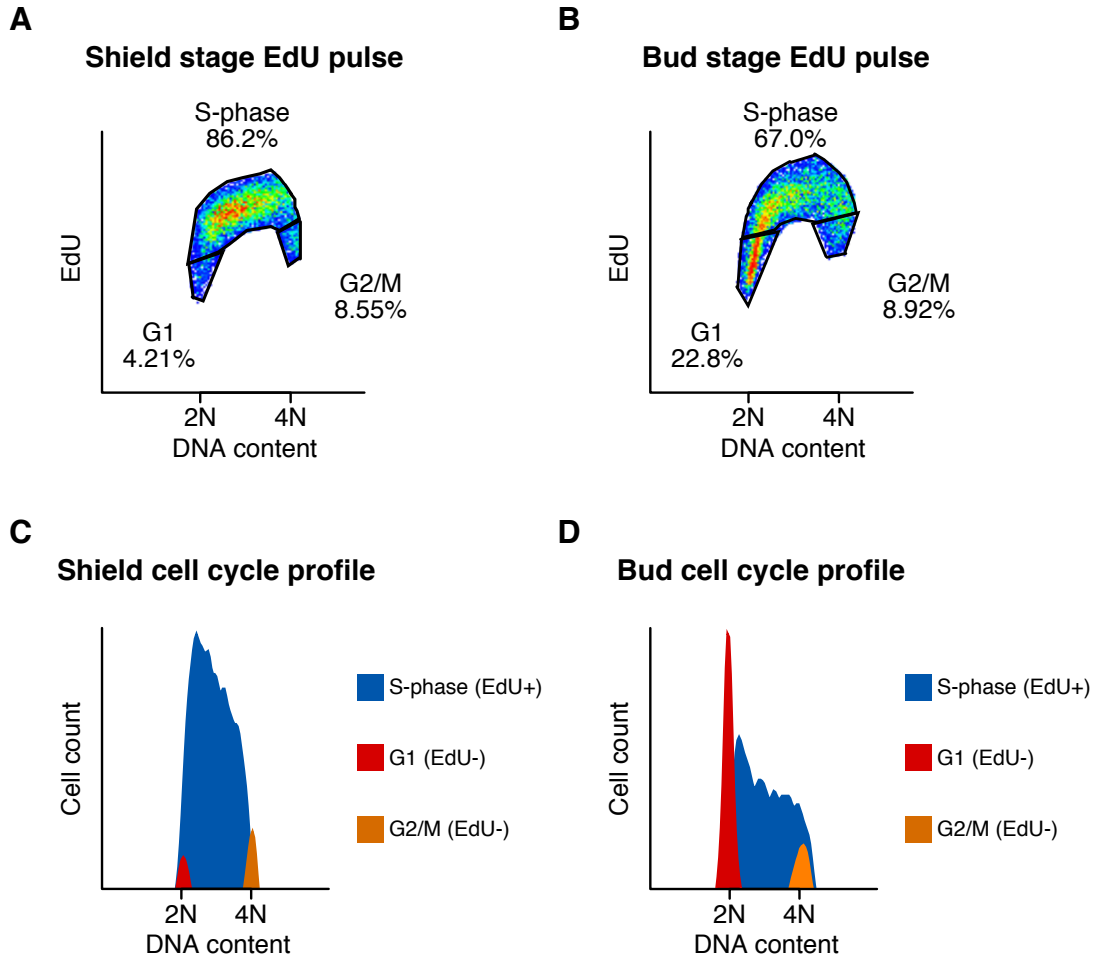 A
Shield stage EdU pulse
S-phase
86.2%
EdU
G2/M
8.55%
G1
4.21%
2N 4N
DNA content
B
Bud stage EdU pulse
S-phase
67.0%
EdU
G2/M
8.92%
G1
22.8%
2N 4N
DNA content
C
Shield cell cycle profile
Cell count
S-phase (EdU+)
G1 (EdU-)
G2/M (EdU-)
2N 4N
DNA content
D
Bud cell cycle profile
Cell count
S-phase (EdU+)
G1 (EdU-)
G2/M (EdU-)
2N 4N
DNA content